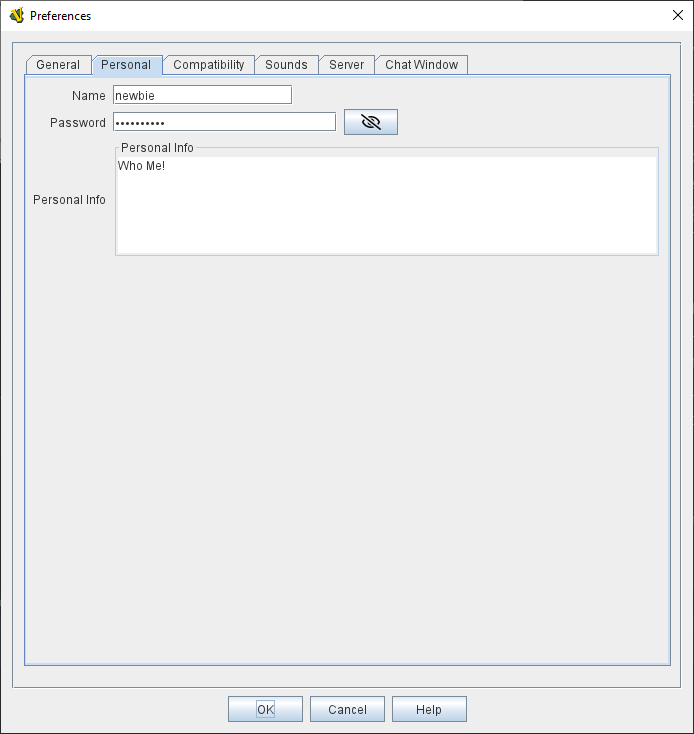 Preferences
General Personal Compatibility Sounds Server Chat Window
Name newbie
Password ••••••••••
Personal Info
Who Me!
Personal Info
OK Cancel Help